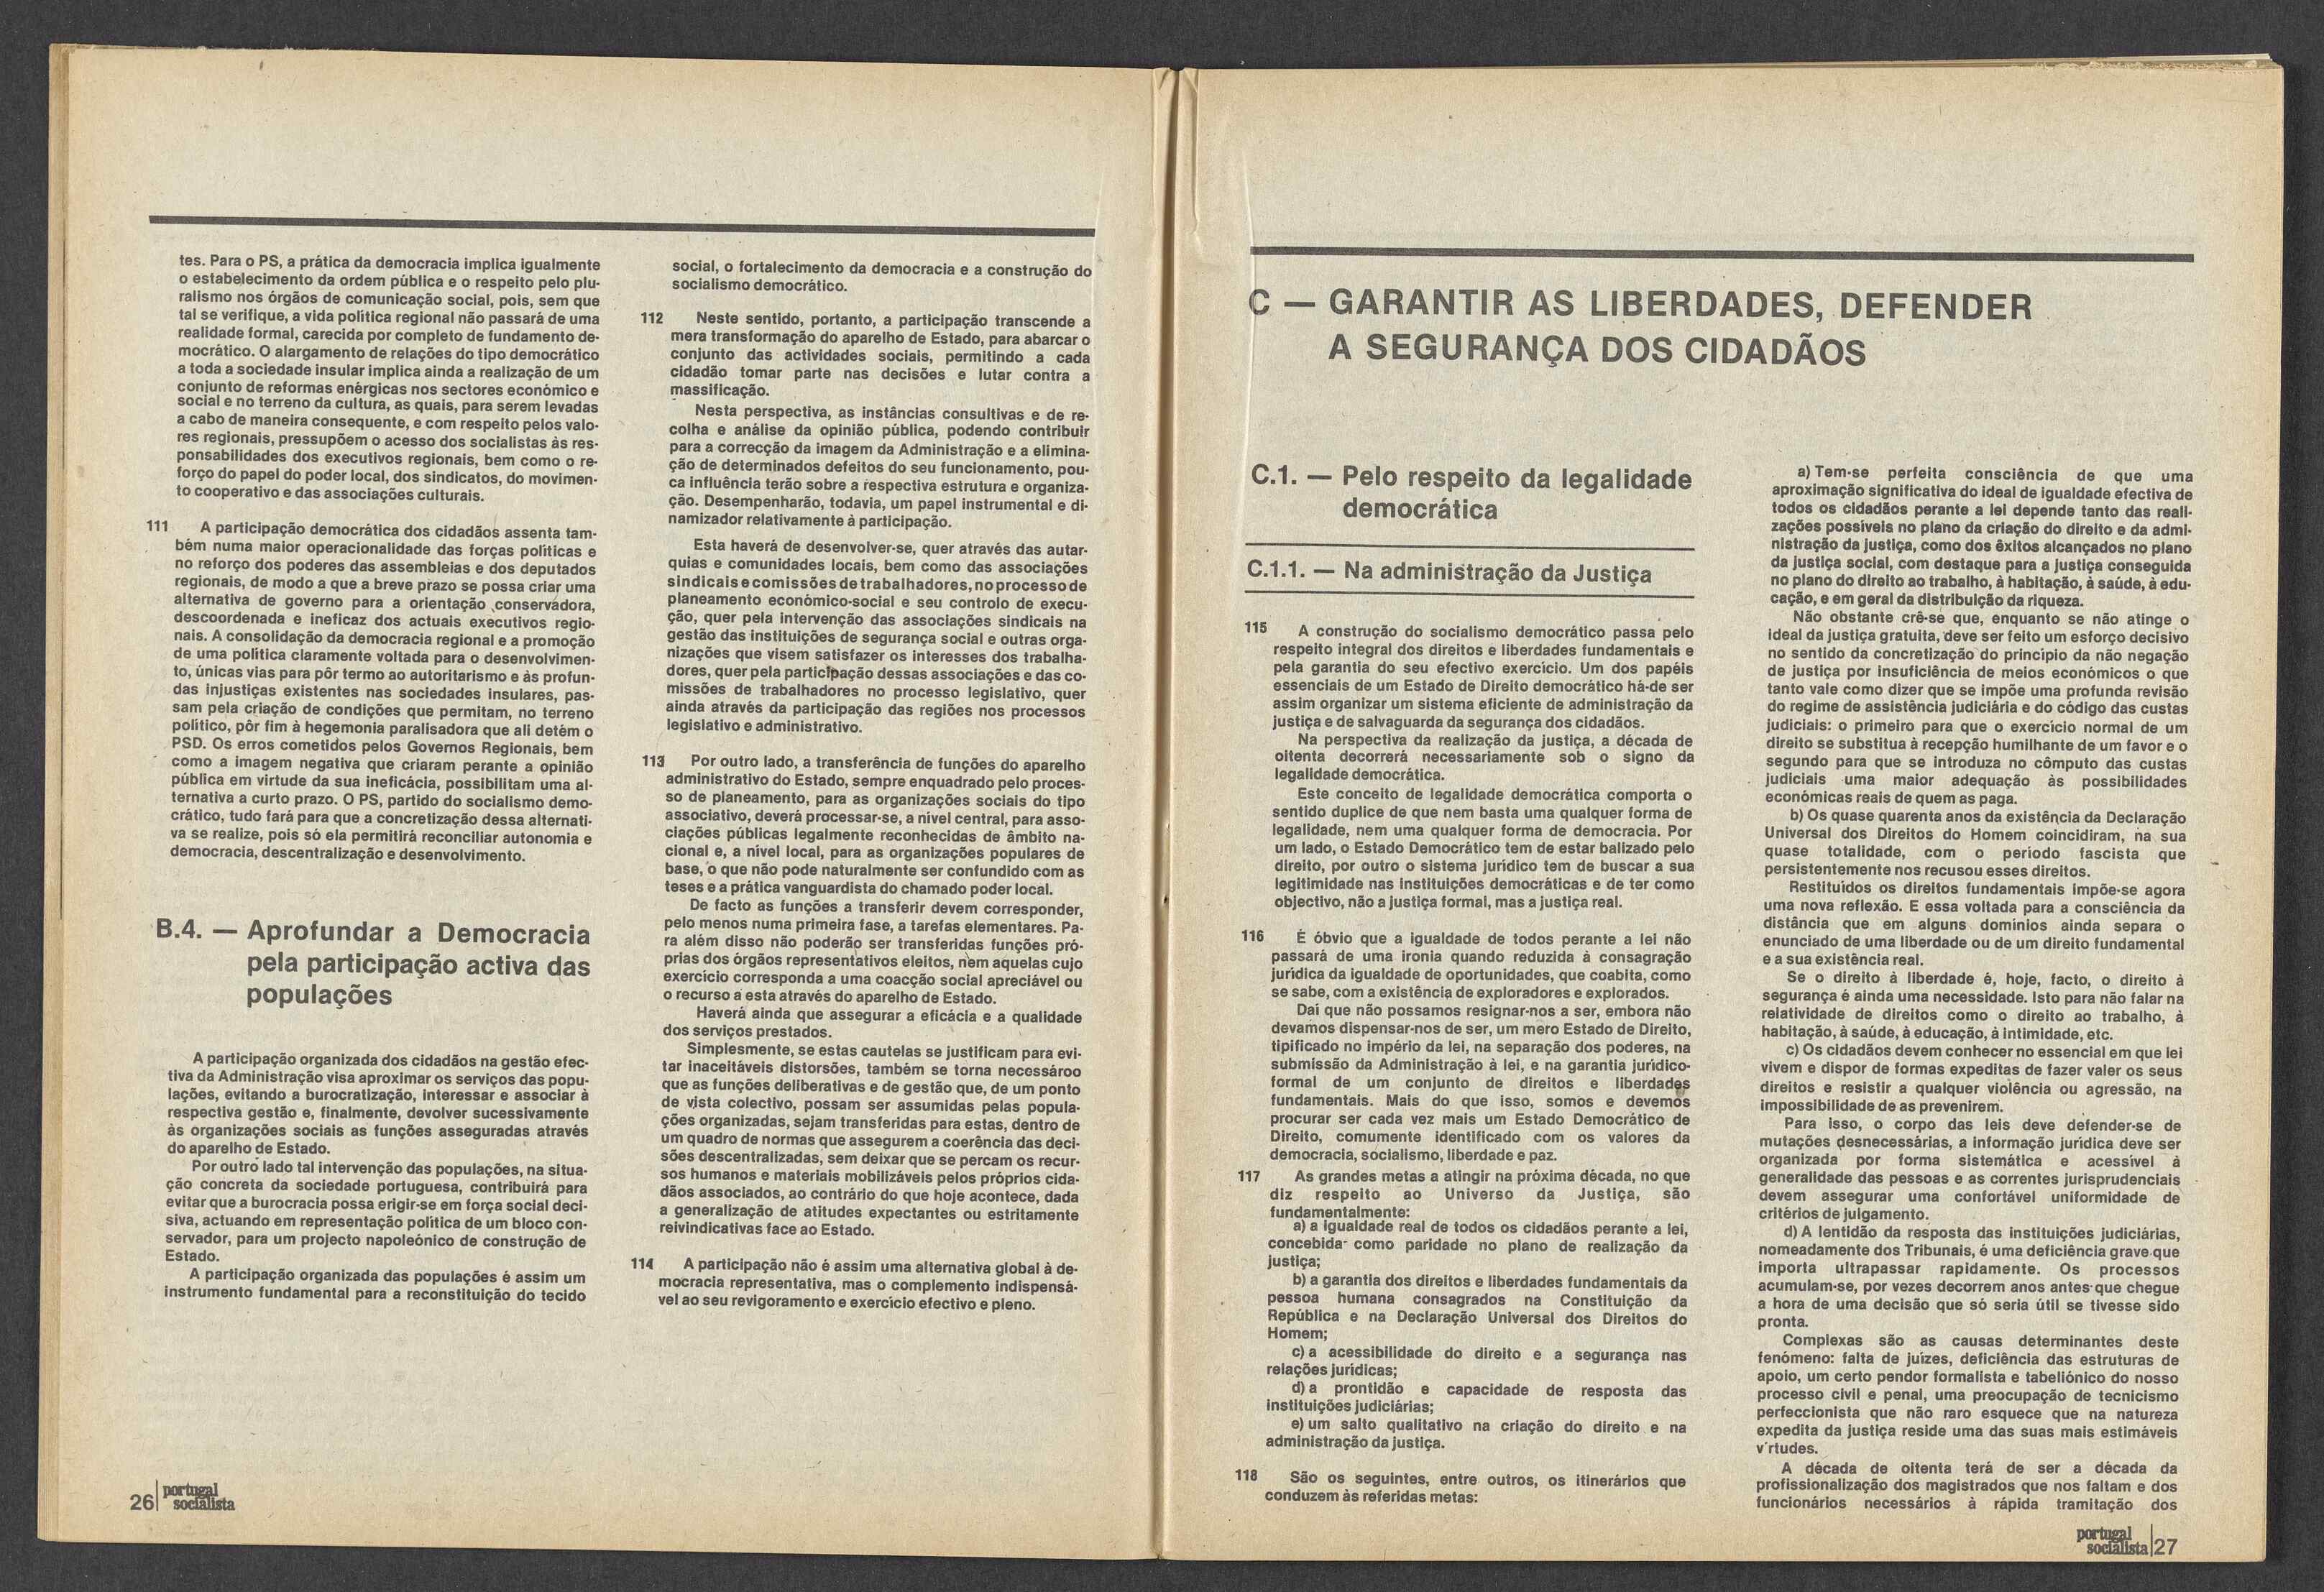 tes. Para o PS, a prática da democracia implica igualmente
o estabelecimento da ordem pública e o respeito pelo plu-
ralismo nos órgãos de comunicação social, pois, sem que
tal se verifique, a vida política regional não passará de uma
realidade formal, carecida por completo de fundamento de-
mocrático. O alargamento de relações do tipo democrático
a toda a sociedade insular implica ainda a realização de um
conjunto de reformas enérgicas nos sectores económico e
social e no terreno da cultura, as quais, para serem levadas
a cabo de maneira consequente, e com respeito pelos valo-
res regionais, pressupõem o acesso dos socialistas às res-
ponsabilidades dos executivos regionais, bem como o re-
forço do papel do poder local, dos sindicatos, do movimen-
to cooperativo e das associações culturais.
111 A participação democrática dos cidadãos assenta tam-
bém numa maior operacionalidade das forças políticas e
no reforço dos poderes das assembleias e dos deputados
regionais, de modo a que a breve prazo se possa criar uma
alternativa de governo para a orientação conservadora,
descoordenada e ineficaz dos actuais executivos regio-
nais. A consolidação da democracia regional e a promoção
de uma política claramente voltada para o desenvolvimen-
to, únicas vias para pôr termo ao autoritarismo e às profun-
das injustiças existentes nas sociedades insulares, pas-
sam pela criação de condições que permitam, no terreno
político, pôr fim à hegemonia paralisadora que ali detém o
PSD. Os erros cometidos pelos Governos Regionais, bem
como a imagem negativa que criaram perante a opinião
pública em virtude da sua ineficácia, possibilitam uma al-
ternativa a curto prazo. O PS, partido do socialismo demo-
crático, tudo fará para que a concretização dessa alternati-
va se realize, pois só ela permitirá reconciliar autonomia e
democracia, descentralização e desenvolvimento.
B.4. — Aprofundar a Democracia
pela participação activa das
populações
A participação organizada dos cidadãos na gestão efec-
tiva da Administração visa aproximar os serviços das popu-
lações, evitando a burocratização, interessar e associar à
respectiva gestão e, finalmente, devolver sucessivamente
às organizações sociais as funções asseguradas através
do aparelho de Estado.
Por outro lado tal intervenção das populações, na situa-
ção concreta da sociedade portuguesa, contribuirá para
evitar que a burocracia possa erigir-se em força social deci-
siva, actuando em representação política de um bloco con-
servador, para um projecto napoleónico de construção de
Estado.
A participação organizada das populações é assim um
instrumento fundamental para a reconstituição do tecido
social, o fortalecimento da democracia e a construção do
socialismo democrático.
112 Neste sentido, portanto, a participação transcende a
mera transformação do aparelho de Estado, para abarcar o
conjunto das actividades sociais, permitindo a cada
cidadão tomar parte nas decisões e lutar contra a
massificação.
Nesta perspectiva, as instâncias consultivas e de re-
colha e análise da opinião pública, podendo contribuir
para a correcção da imagem da Administração e a elimina-
ção de determinados defeitos do seu funcionamento, pou-
ca influência terão sobre a respectiva estrutura e organiza-
ção. Desempenharão, todavia, um papel instrumental e di-
namizador relativamente à participação.
Esta haverá de desenvolver-se, quer através das autar-
quias e comunidades locais, bem como das associações
sindicais e comissões de trabalhadores, no processo de
planeamento económico-social e seu controlo de execu-
ção, quer pela intervenção das associações sindicais na
gestão das instituições de segurança social e outras orga-
nizações que visem satisfazer os interesses dos trabalha-
dores, quer pela participação dessas associações e das co-
missões de trabalhadores no processo legislativo, quer
ainda através da participação das regiões nos processos
legislativo e administrativo.
113 Por outro lado, a transferência de funções do aparelho
administrativo do Estado, sempre enquadrado pelo proces-
so de planeamento, para as organizações sociais do tipo
associativo, deverá processar-se, a nível central, para asso-
ciações públicas legalmente reconhecidas de âmbito na-
cional e, a nível local, para as organizações populares de
base, o que não pode naturalmente ser confundido com as
teses e a prática vanguardista do chamado poder local.
De facto as funções a transferir devem corresponder,
pelo menos numa primeira fase, a tarefas elementares. Pa-
ra além disso não poderão ser transferidas funções pró-
prias dos órgãos representativos eleitos, nem aquelas cujo
exercício corresponda a uma coacção social apreciável ou
o recurso a esta através do aparelho de Estado.
Haverá ainda que assegurar a eficácia e a qualidade
dos serviços prestados.
Simplesmente, se estas cautelas se justificam para evi-
tar inaceitáveis distorsões, também se torna necessároo
que as funções deliberativas e de gestão que, de um ponto
de vista colectivo, possam ser assumidas pelas popula-
ções organizadas, sejam transferidas para estas, dentro de
um quadro de normas que assegurem a coerência das deci-
sões descentralizadas, sem deixar que se percam os recur-
sos humanos e materiais mobilizáveis pelos próprios cida-
dãos associados, ao contrário do que hoje acontece, dada
a generalização de atitudes expectantes ou estritamente
reivindicativas face ao Estado.
114 A participação não é assim uma alternativa global à de-
mocracia representativa, mas o complemento indispensá-
vel ao seu revigoramento e exercício efectivo e pleno.
26 portugal
socialista
C — GARANTIR AS LIBERDADES, DEFENDER
A SEGURANÇA DOS CIDADÃOS
C.1. — Pelo respeito da legalidade
democrática
C.1.1. — Na administração da Justiça
115 A construção do socialismo democrático passa pelo
respeito integral dos direitos e liberdades fundamentais e
pela garantia do seu efectivo exercício. Um dos papéis
essenciais de um Estado de Direito democrático há-de ser
assim organizar um sistema eficiente de administração da
justiça e de salvaguarda da segurança dos cidadãos.
Na perspectiva da realização da justiça, a década de
oitenta decorrerá necessariamente sob o signo da
legalidade democrática.
Este conceito de legalidade democrática comporta o
sentido duplice de que nem basta uma qualquer forma de
legalidade, nem uma qualquer forma de democracia. Por
um lado, o Estado Democrático tem de estar balizado pelo
direito, por outro o sistema jurídico tem de buscar a sua
legitimidade nas instituições democráticas e de ter como
objectivo, não a justiça formal, mas a justiça real.
116 É óbvio que a igualdade de todos perante a lei não
passará de uma ironia quando reduzida à consagração
jurídica da igualdade de oportunidades, que coabita, como
se sabe, com a existência de exploradores e explorados.
Daí que não possamos resignar-nos a ser, embora não
devamos dispensar-nos de ser, um mero Estado de Direito,
tipificado no império da lei, na separação dos poderes, na
submissão da Administração à lei, e na garantia jurídico-
formal de um conjunto de direitos e liberdades
fundamentais. Mais do que isso, somos e devemos
procurar ser cada vez mais um Estado Democrático de
Direito, comumente identificado com os valores da
democracia, socialismo, liberdade e paz.
117 As grandes metas a atingir na próxima década, no que
diz respeito ao Universo da Justiça, são
fundamentalmente:
a) a igualdade real de todos os cidadãos perante a lei,
concebida como paridade no plano de realização da
justiça;
b) a garantia dos direitos e liberdades fundamentais da
pessoa humana consagrados na Constituição da
República e na Declaração Universal dos Direitos do
Homem;
c) a acessibilidade do direito e a segurança nas
relações jurídicas;
d) a prontidão e capacidade de resposta das
instituições judiciárias;
e) um salto qualitativo na criação do direito e na
administração da justiça.
118 São os seguintes, entre outros, os itinerários que
conduzem às referidas metas:
a) Tem-se perfeita consciência de que uma
aproximação significativa do ideal de igualdade efectiva de
todos os cidadãos perante a lei depende tanto das reali-
zações possíveis no plano da criação do direito e da admi-
nistração da justiça, como dos êxitos alcançados no plano
da justiça social, com destaque para a justiça conseguida
no plano do direito ao trabalho, à habitação, à saúde, à edu-
cação, e em geral da distribuição da riqueza.
Não obstante crê-se que, enquanto se não atinge o
ideal da justiça gratuita, deve ser feito um esforço decisivo
no sentido da concretização do princípio da não negação
de justiça por insuficiência de meios económicos o que
tanto vale como dizer que se impõe uma profunda revisão
do regime de assistência judiciária e do código das custas
judiciais: o primeiro para que o exercício normal de um
direito se substitua à recepção humilhante de um favor e o
segundo para que se introduza no cômputo das custas
judiciais uma maior adequação às possibilidades
económicas reais de quem as paga.
b) Os quase quarenta anos da existência da Declaração
Universal dos Direitos do Homem coincidiram, na sua
quase totalidade, com o período fascista que
persistentemente nos recusou esses direitos.
Restituídos os direitos fundamentais impõe-se agora
uma nova reflexão. E essa voltada para a consciência da
distância que em alguns domínios ainda separa o
enunciado de uma liberdade ou de um direito fundamental
e a sua existência real.
Se o direito à liberdade é, hoje, facto, o direito à
segurança é ainda uma necessidade. Isto para não falar na
relatividade de direitos como o direito ao trabalho, à
habitação, à saúde, à educação, à intimidade, etc.
c) Os cidadãos devem conhecer no essencial em que lei
vivem e dispor de formas expeditas de fazer valer os seus
direitos e resistir a qualquer violência ou agressão, na
impossibilidade de as prevenirem.
Para isso, o corpo das leis deve defender-se de
mutações desnecessárias, a informação jurídica deve ser
organizada por forma sistemática e acessível à
generalidade das pessoas e as correntes jurisprudenciais
devem assegurar uma confortável uniformidade de
critérios de julgamento.
d) A lentidão da resposta das instituições judiciárias,
nomeadamente dos Tribunais, é uma deficiência grave que
importa ultrapassar rapidamente. Os processos
acumulam-se, por vezes decorrem anos antes que chegue
a hora de uma decisão que só seria útil se tivesse sido
pronta.
Complexas são as causas determinantes deste
fenómeno: falta de juízes, deficiência das estruturas de
apoio, um certo pendor formalista e tabeliónico do nosso
processo civil e penal, uma preocupação de tecnicismo
perfeccionista que não raro esquece que na natureza
expedita da justiça reside uma das suas mais estimáveis
virtudes.
A década de oitenta terá de ser a década da
profissionalização dos magistrados que nos faltam e dos
funcionários necessários à rápida tramitação dos
portugal
socialista 27